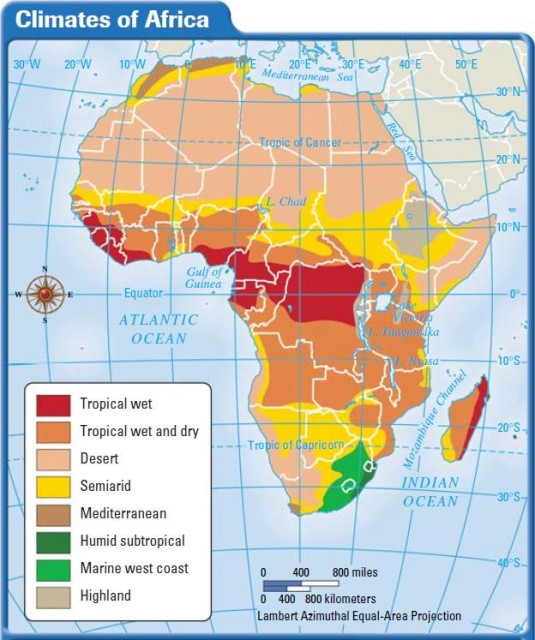 Climates of Africa
30°W
20°W
10°W
0°
10°E
20°E
30°E
40°E
50°E
Mediterranean Sea
30°N
Red Sea
Tropic of Cancer
20°N
L. Chad
10°N
Gulf of
Guinea
N
W
E
S
Equator
0°
Lake
Victoria
L. Tanganyika
ATLANTIC
OCEAN
L. Nyasa
10°S
Mozambique Channel
20°S
Tropic of Capricorn
INDIAN
OCEAN
30°S
40°S
Tropical wet
Tropical wet and dry
Desert
Semiarid
Mediterranean
Humid subtropical
Marine west coast
Highland
0 400 800 miles
0 400 800 kilometers
Lambert Azimuthal Equal-Area Projection